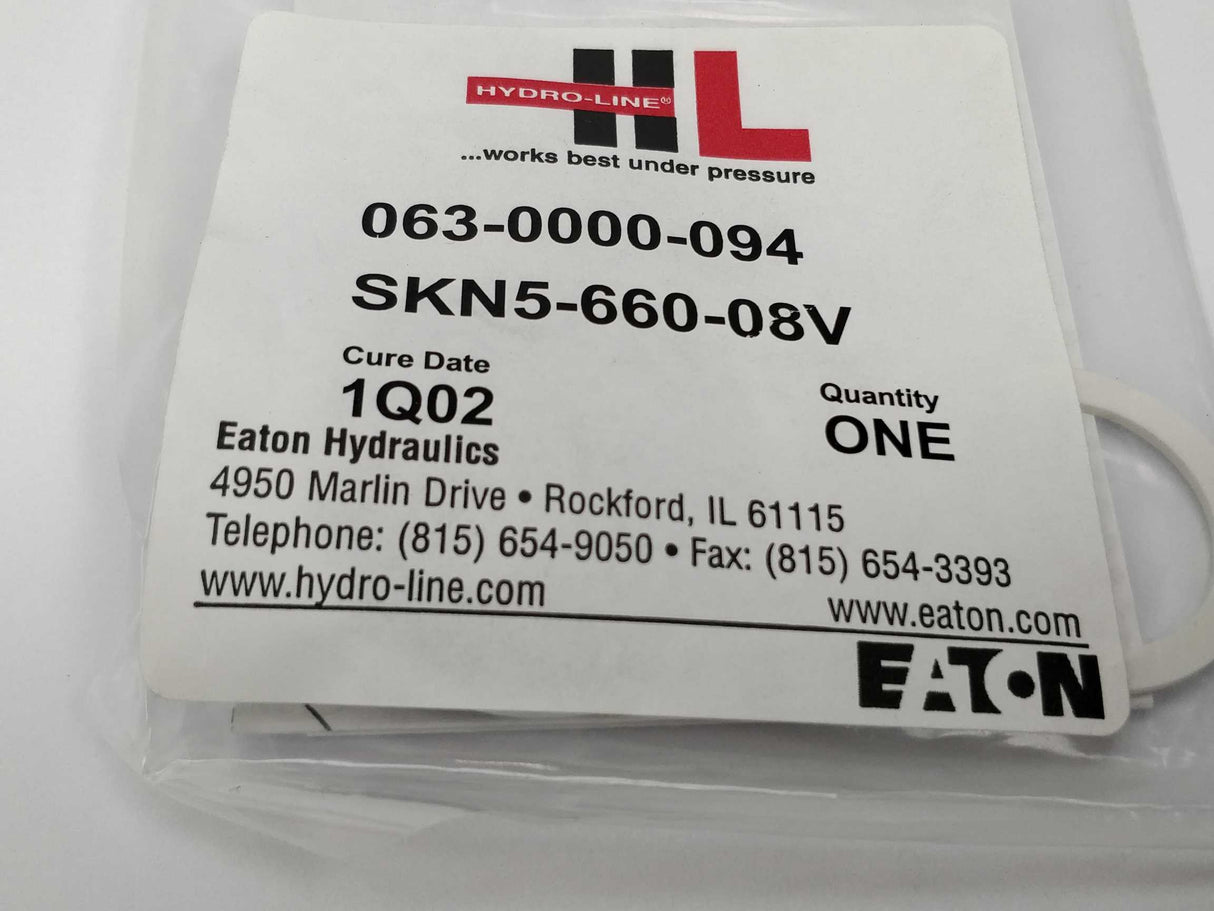 HL
HYDRO-LINE®
...works best under pressure
063-0000-094
SKN5-660-08V
Cure Date
1Q02
Quantity
ONE
Eaton Hydraulics
4950 Marlin Drive • Rockford, IL 61115
Telephone: (815) 654-9050 • Fax: (815) 654-3393
www.hydro-line.com
www.eaton.com
EATON